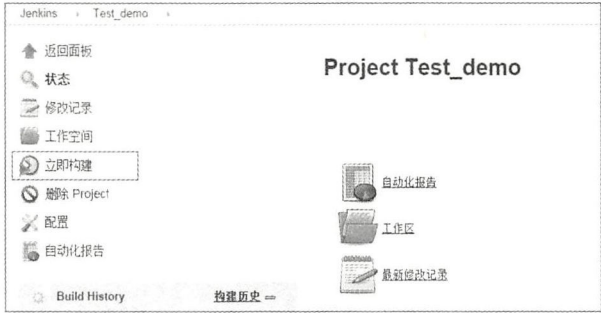 Jenkins › Test_demo ›
返回面板
状态
修改记录
工作空间
立即构建
删除 Project
配置
自动化报告
Build History 构建历史
Project Test_demo
自动化报告
工作区
最新修改记录